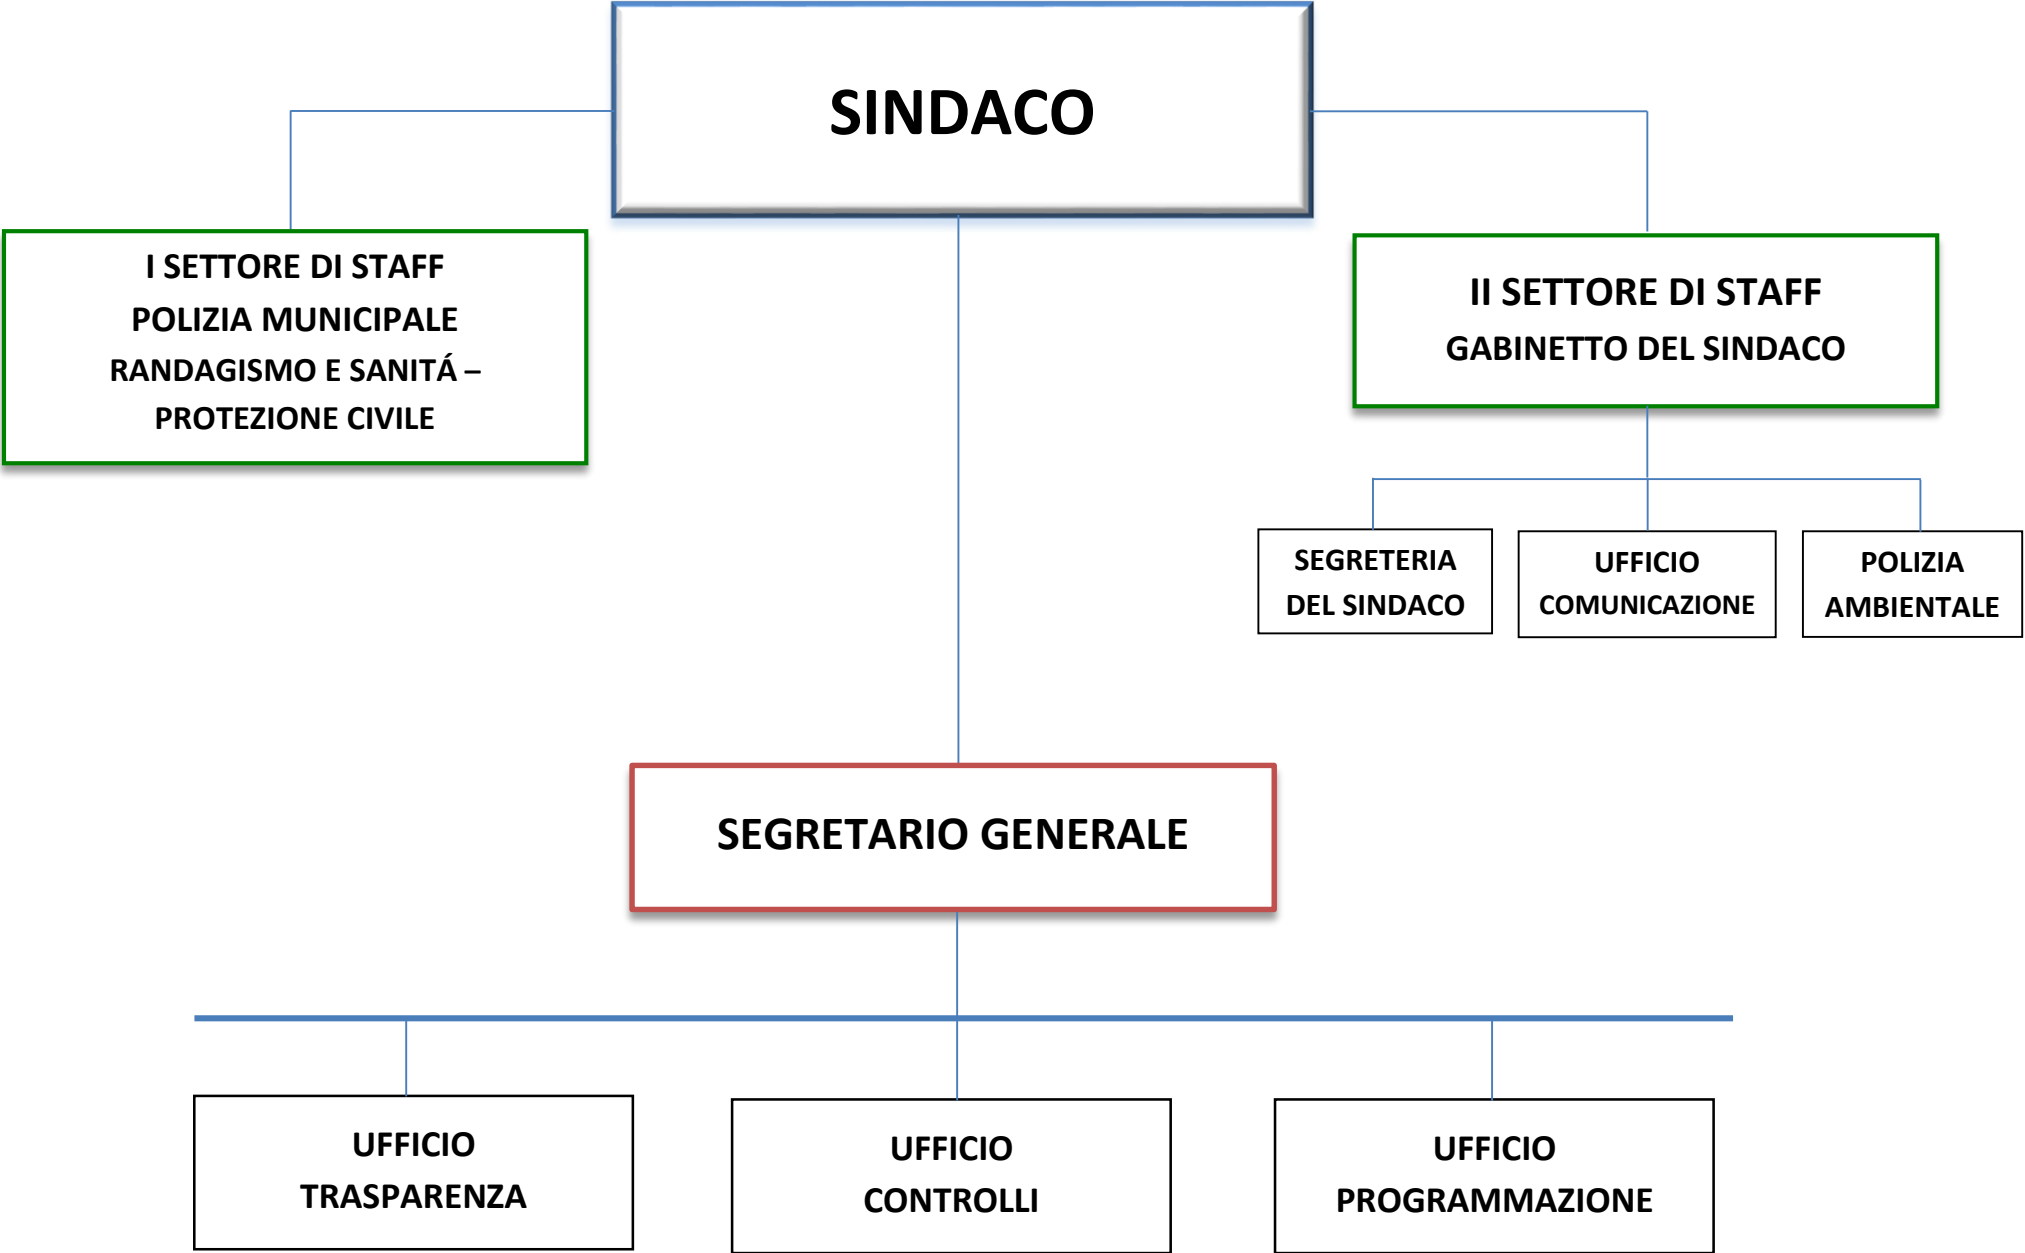 SINDACO
I SETTORE DI STAFF
POLIZIA MUNICIPALE
RANDAGISMO E SANITÁ –
PROTEZIONE CIVILE
II SETTORE DI STAFF
GABINETTO DEL SINDACO
SEGRETERIA
DEL SINDACO
UFFICIO
COMUNICAZIONE
POLIZIA
AMBIENTALE
SEGRETARIO GENERALE
UFFICIO
TRASPARENZA
UFFICIO
CONTROLLI
UFFICIO
PROGRAMMAZIONE